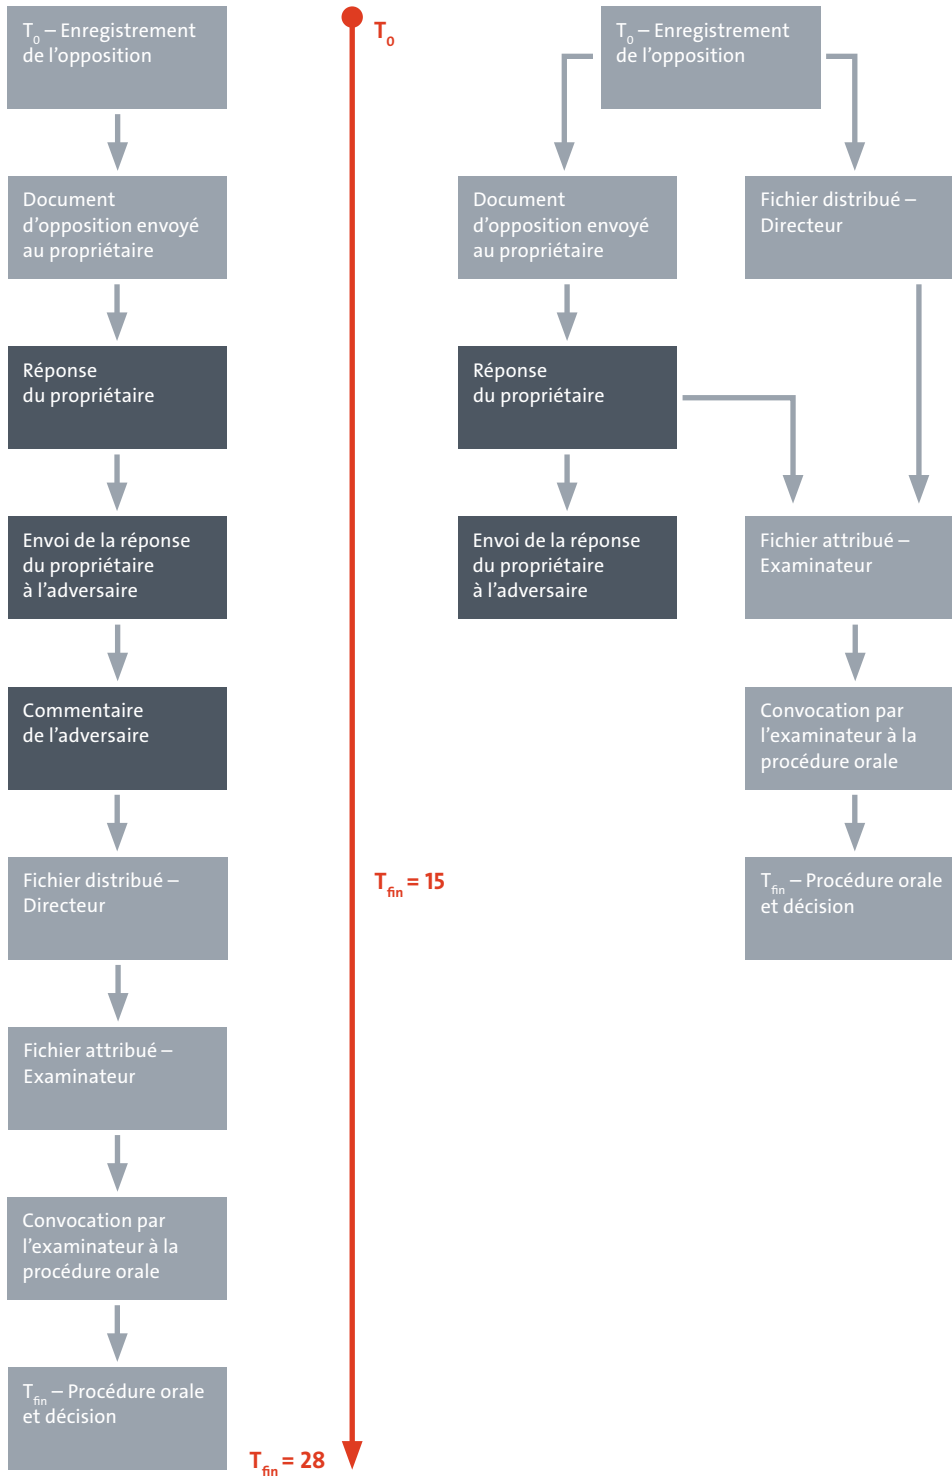 T0 – Enregistrement
de l’opposition
Document
d’opposition envoyé
au propriétaire
Réponse
du propriétaire
Envoi de la réponse
du propriétaire
à l’adversaire
Commentaire
de l’adversaire
Fichier distribué –
Directeur
Fichier attribué –
Examinateur
Convocation par
l’examinateur à la
procédure orale
Tfin – Procédure orale
et décision
T0
Tfin = 15
Tfin = 28
T0 – Enregistrement
de l’opposition
Document
d’opposition envoyé
au propriétaire
Réponse
du propriétaire
Envoi de la réponse
du propriétaire
à l’adversaire
Fichier distribué –
Directeur
Fichier attribué –
Examinateur
Convocation par
l’examinateur à la
procédure orale
Tfin – Procédure orale
et décision